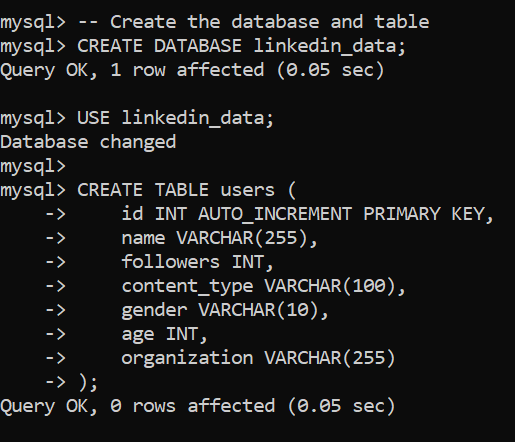 mysql> -- Create the database and table
mysql> CREATE DATABASE linkedin_data;
Query OK, 1 row affected (0.05 sec)

mysql> USE linkedin_data;
Database changed
mysql>
mysql> CREATE TABLE users (
    ->     id INT AUTO_INCREMENT PRIMARY KEY,
    ->     name VARCHAR(255),
    ->     followers INT,
    ->     content_type VARCHAR(100),
    ->     gender VARCHAR(10),
    ->     age INT,
    ->     organization VARCHAR(255)
    -> );
Query OK, 0 rows affected (0.05 sec)